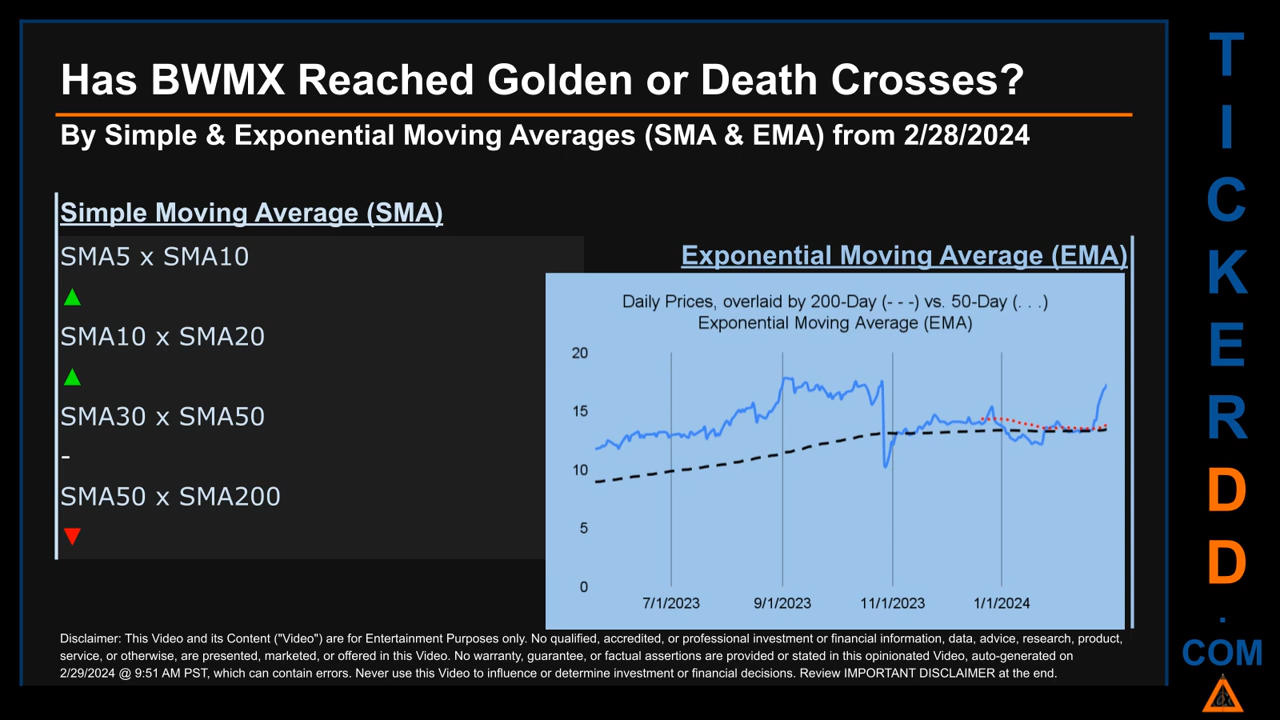 Has BWMX Reached Golden or Death Crosses?
By Simple & Exponential Moving Averages (SMA & EMA) from 2/28/2024
Simple Moving Average (SMA)
SMA5 x SMA10
▲
SMA10 x SMA20
▲
SMA30 x SMA50
-
SMA50 x SMA200
▼
Exponential Moving Average (EMA)
Daily Prices, overlaid by 200-Day (- - -) vs. 50-Day (. . .)
Exponential Moving Average (EMA)
20
15
10
5
0
7/1/2023 9/1/2023 11/1/2023 1/1/2024
Disclaimer: This Video and its Content ("Video") are for Entertainment Purposes only. No qualified, accredited, or professional investment or financial information, data, advice, research, product,
service, or otherwise, are presented, marketed, or offered in this Video. No warranty, guarantee, or factual assertions are provided or stated in this opinionated Video, auto-generated on
2/29/2024 @ 9:51 AM PST, which can contain errors. Never use this Video to influence or determine investment or financial decisions. Review IMPORTANT DISCLAIMER at the end.
T
I
C
K
E
R
D
D
.
COM